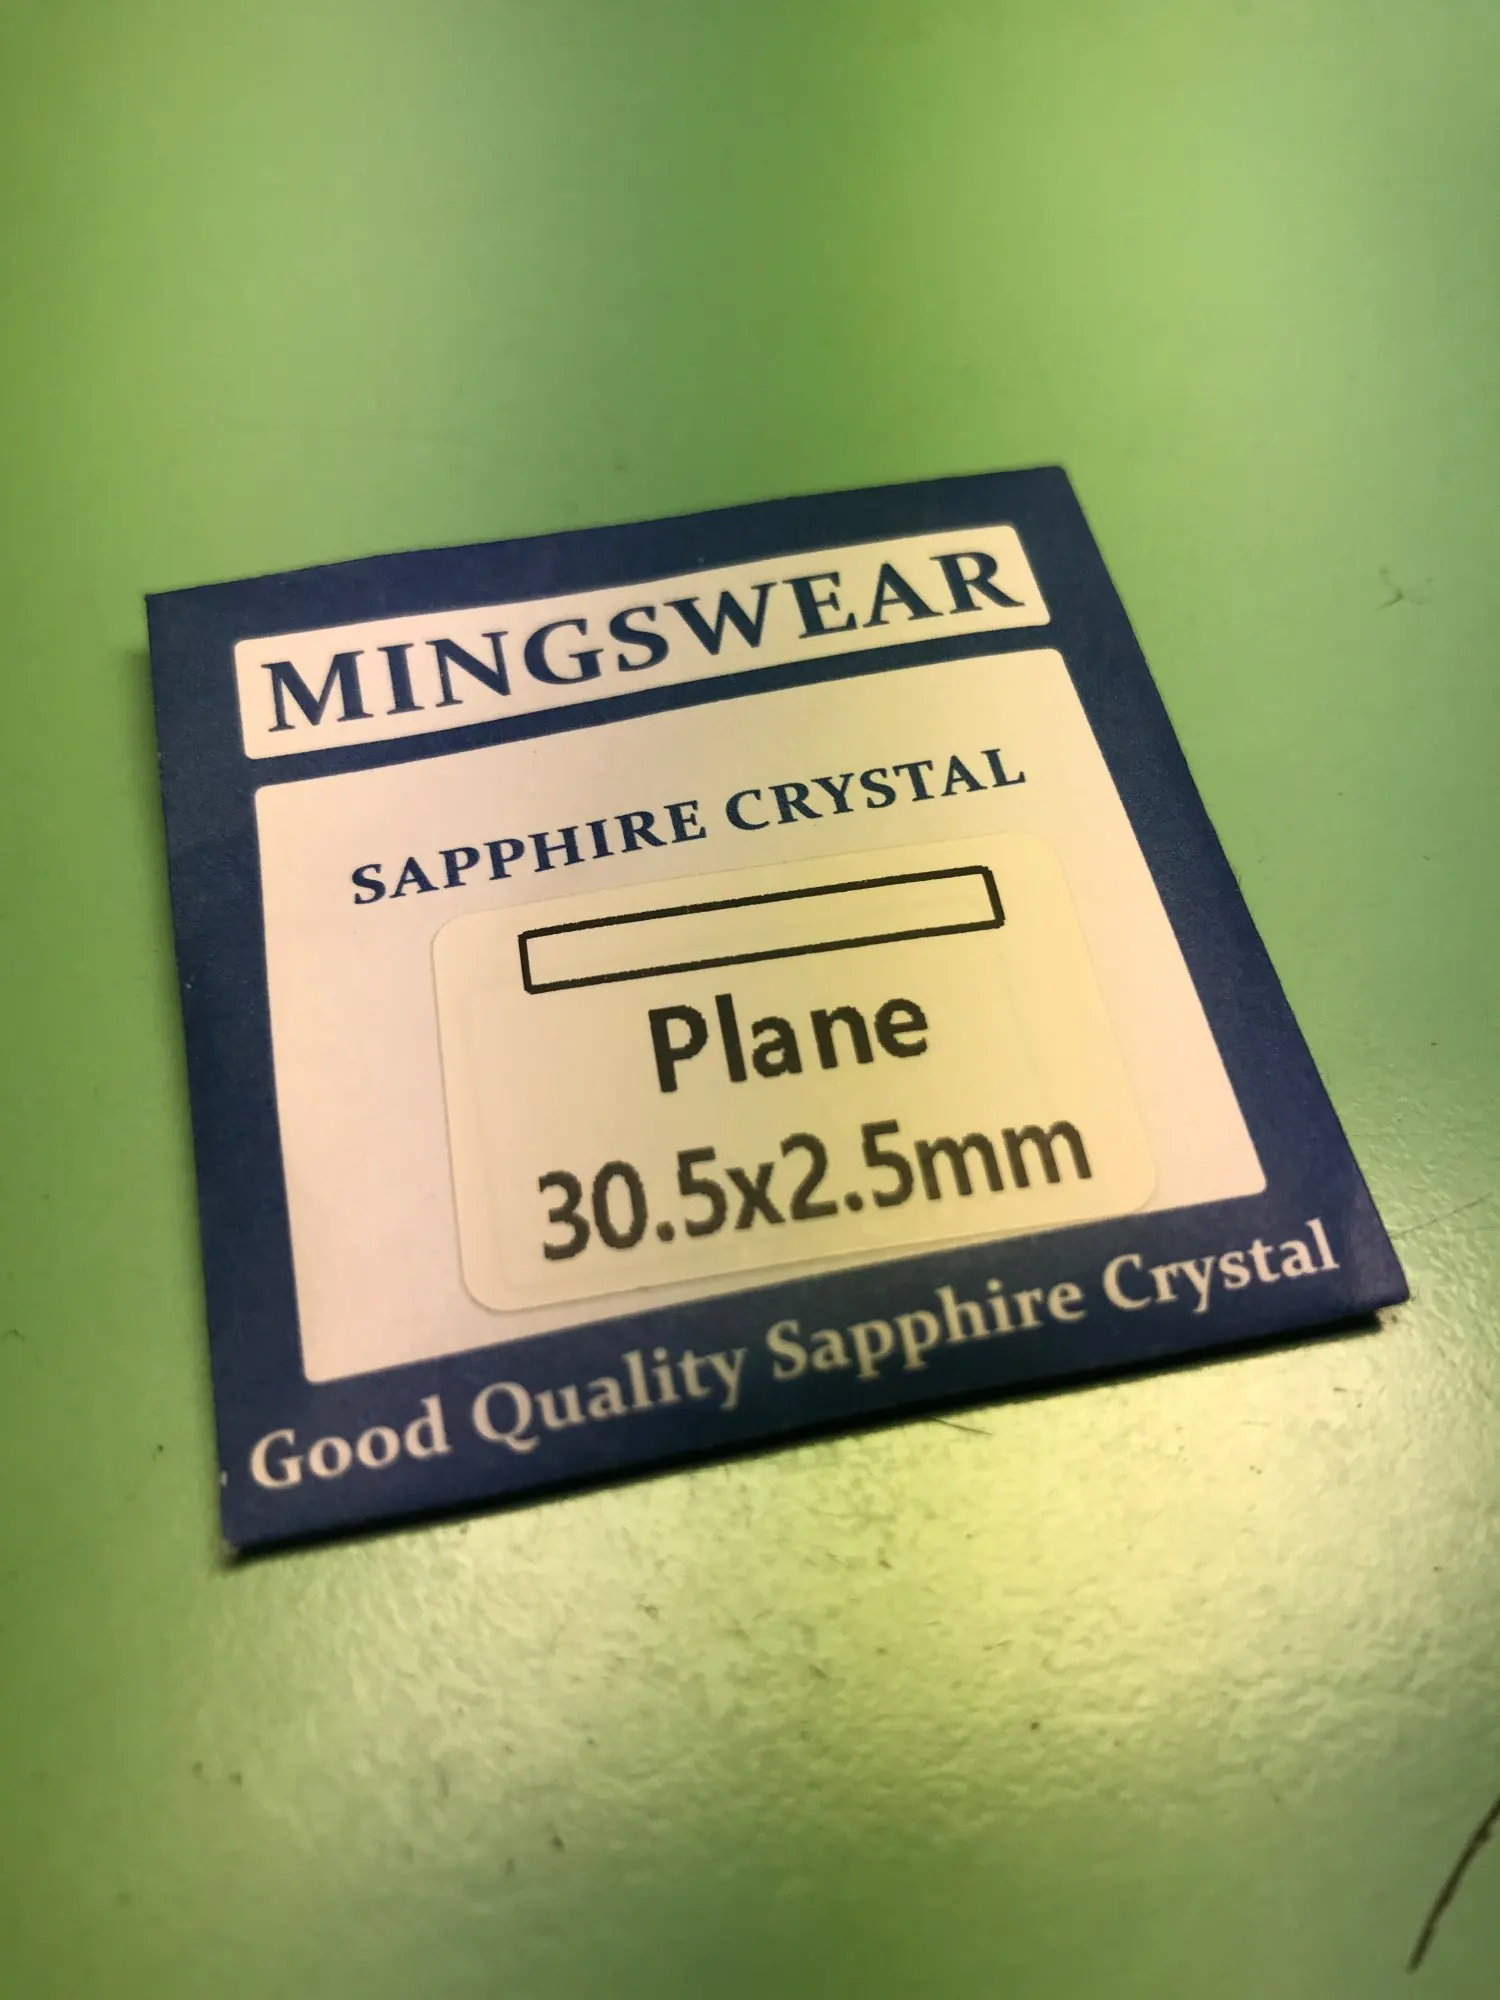 MINGSWEAR
SAPPHIRE CRYSTAL
Plane
30.5x2.5mm
Good Quality Sapphire Crystal